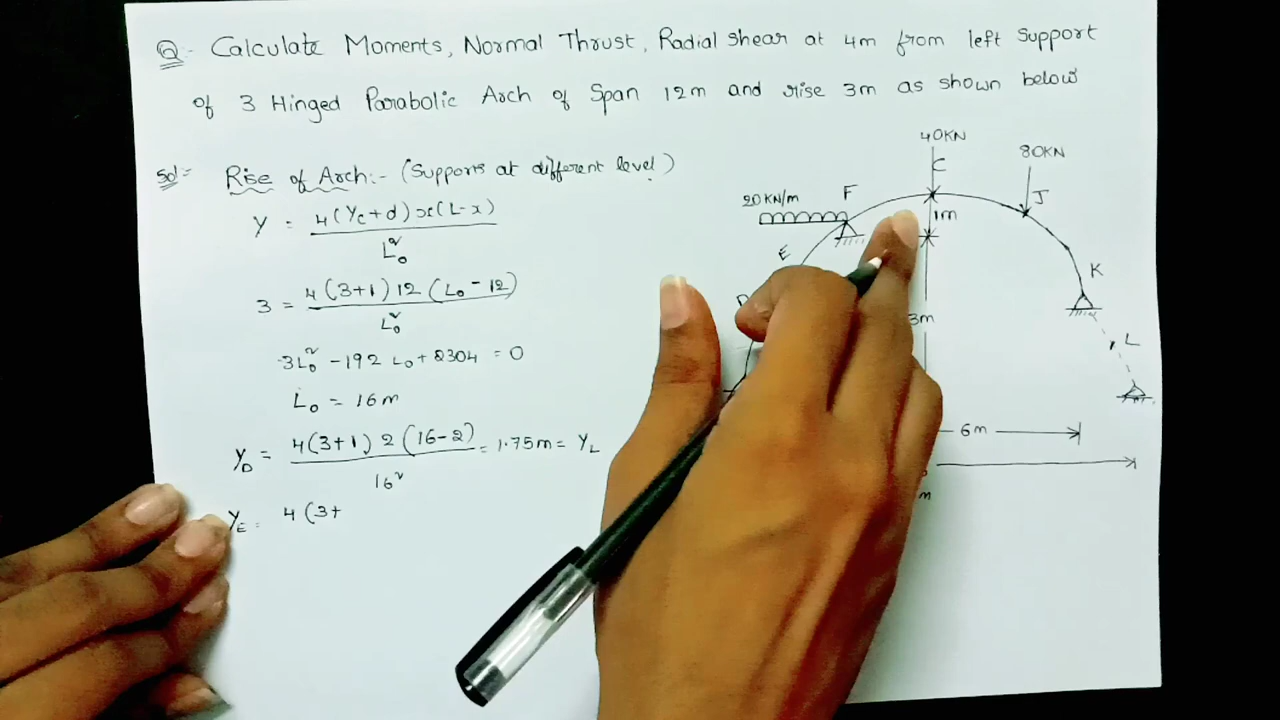 Q Calculate Moments, Normal Thrust, Radial shear at 4m from left support
of 3 Hinged Parabolic Arch of Span 12m and rise 3m as shown below
Sol:- Rise of Arch:- (Supports at different level)
Y = 4(Yc+d)x(L-x)
L₀²
3 = 4(3+1)12(L₀-12)
L₀²
3L₀² - 192 L₀ + 2304 = 0
L₀ = 16m
Y_D = 4(3+1)2(16-2) = 1.75m = Y_L
16²
Y_E = 4(3+
40KN
80KN
20KN/m
F
C
J
1m
E
K
D
3m
L
6m
m